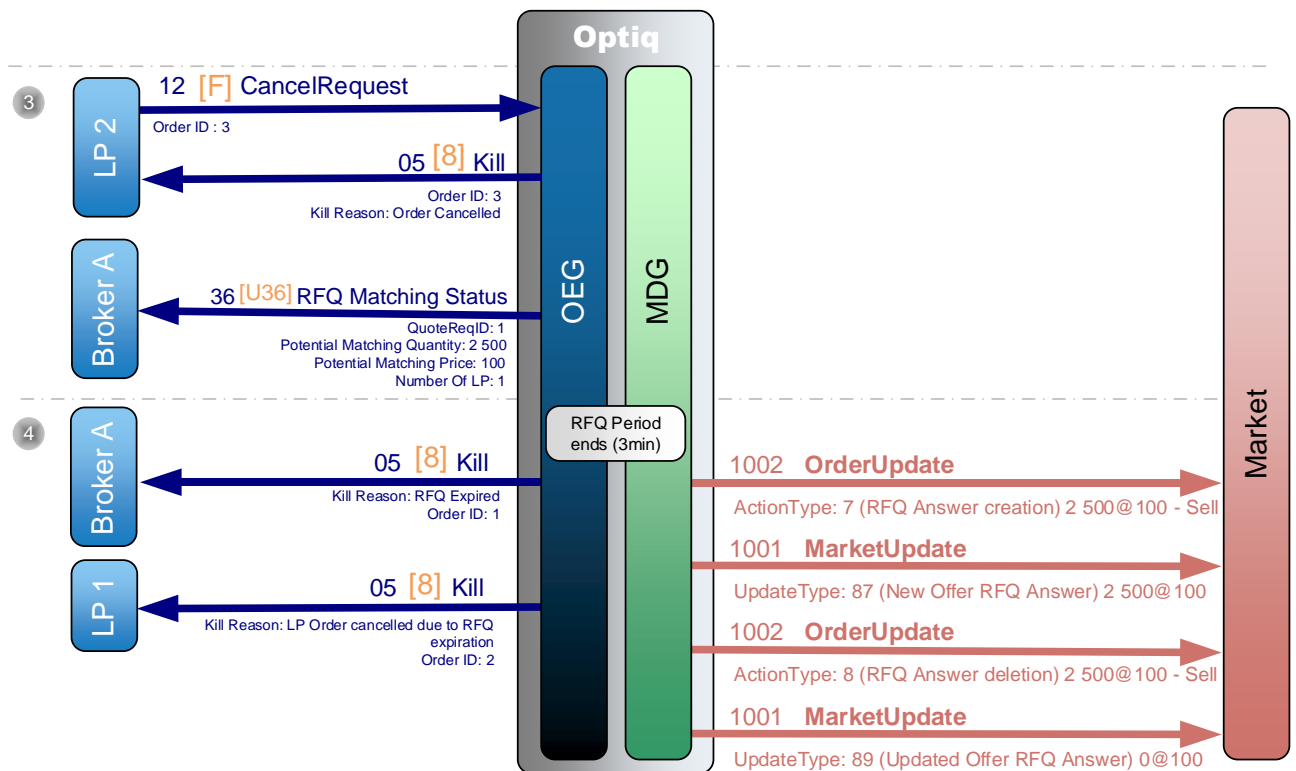 Optiq
3
LP 2
12 [F] CancelRequest
Order ID : 3
05 [8] Kill
Order ID: 3
Kill Reason: Order Cancelled
Broker A
36 [U36] RFQ Matching Status
QuoteReqID: 1
Potential Matching Quantity: 2 500
Potential Matching Price: 100
Number Of LP: 1
OEG
MDG
Market
4
RFQ Period
ends (3min)
Broker A
05 [8] Kill
Kill Reason: RFQ Expired
Order ID: 1
LP 1
05 [8] Kill
Kill Reason: LP Order cancelled due to RFQ
expiration
Order ID: 2
1002 OrderUpdate
ActionType: 7 (RFQ Answer creation) 2 500@100 - Sell
1001 MarketUpdate
UpdateType: 87 (New Offer RFQ Answer) 2 500@100
1002 OrderUpdate
ActionType: 8 (RFQ Answer deletion) 2 500@100 - Sell
1001 MarketUpdate
UpdateType: 89 (Updated Offer RFQ Answer) 0@100